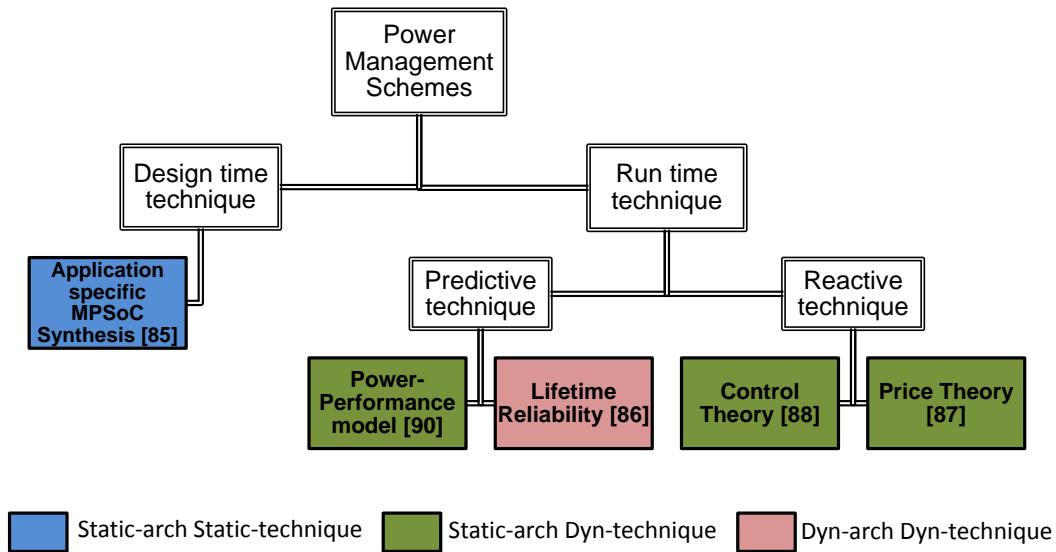 Power
Management
Schemes
Design time
technique
Run time
technique
Application
specific
MPSoC
Synthesis [85]
Predictive
technique
Reactive
technique
Power-
Performance
model [90]
Lifetime
Reliability [86]
Control
Theory [88]
Price Theory
[87]
Static-arch Static-technique
Static-arch Dyn-technique
Dyn-arch Dyn-technique